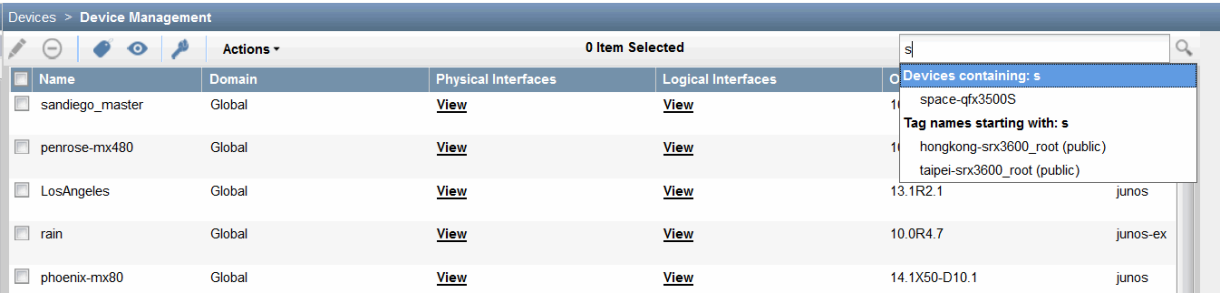 Devices > Device Management
Actions
0 Item Selected
s
Name Domain Physical Interfaces Logical Interfaces O
Devices containing: s
space-qfx3500S
Tag names starting with: s
hongkong-srx3600_root (public)
taipei-srx3600_root (public)
sandiego_master Global View View 10
penrose-mx480 Global View View
LosAngeles Global View View 13.1R2.1 junos
rain Global View View 10.0R4.7 junos-ex
phoenix-mx80 Global View View 14.1X50-D10.1 junos